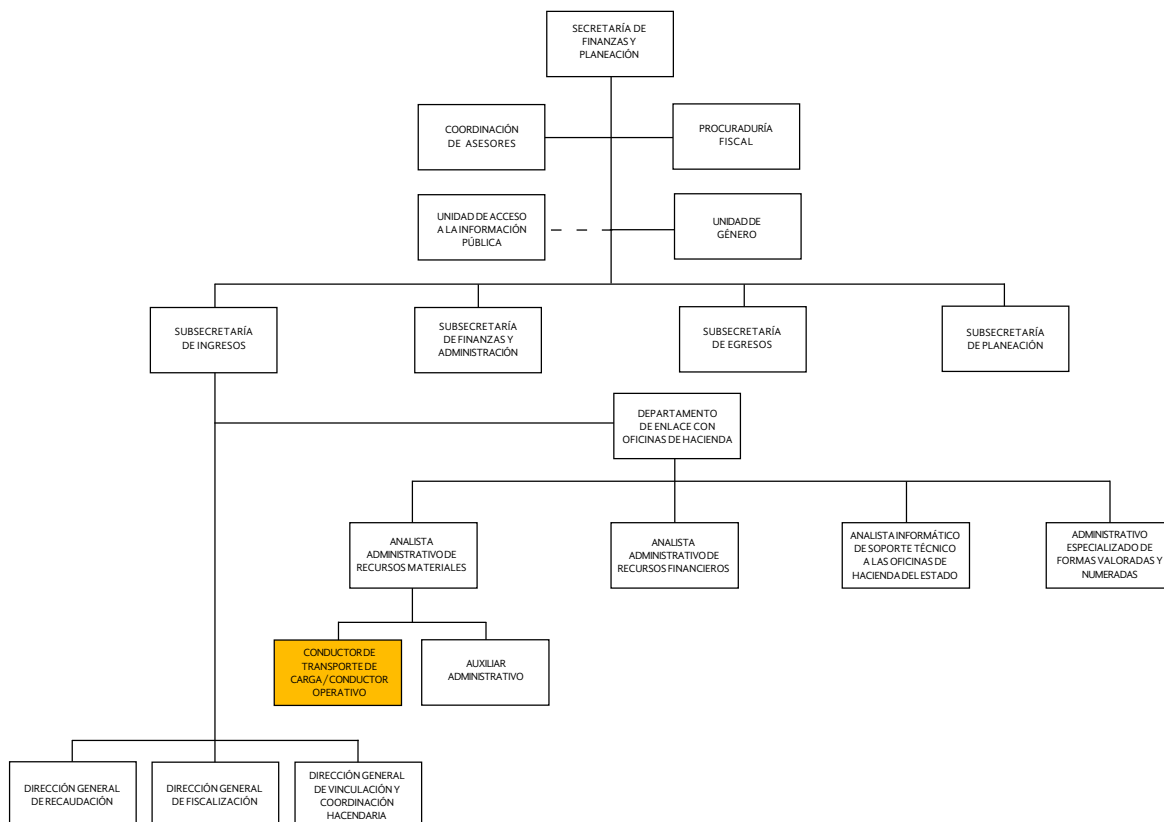 SECRETARÍA DE
FINANZAS Y
PLANEACIÓN
COORDINACIÓN
DE ASESORES
PROCURADURÍA
FISCAL
UNIDAD DE ACCESO
A LA INFORMACIÓN
PÚBLICA
UNIDAD DE
GÉNERO
SUBSECRETARÍA
DE INGRESOS
SUBSECRETARÍA
DE FINANZAS Y
ADMINISTRACIÓN
SUBSECRETARÍA
DE EGRESOS
SUBSECRETARÍA
DE PLANEACIÓN
DEPARTAMENTO
DE ENLACE CON
OFICINAS DE HACIENDA
ANALISTA
ADMINISTRATIVO DE
RECURSOS MATERIALES
ANALISTA
ADMINISTRATIVO DE
RECURSOS FINANCIEROS
ANALISTA INFORMÁTICO
DE SOPORTE TÉCNICO
A LAS OFICINAS DE
HACIENDA DEL ESTADO
ADMINISTRATIVO
ESPECIALIZADO DE
FORMAS VALORADAS Y
NUMERADAS
CONDUCTOR DE
TRANSPORTE DE
CARGA / CONDUCTOR
OPERATIVO
AUXILIAR
ADMINISTRATIVO
DIRECCIÓN GENERAL
DE RECAUDACIÓN
DIRECCIÓN GENERAL
DE FISCALIZACIÓN
DIRECCIÓN GENERAL
DE VINCULACIÓN Y
COORDINACIÓN
HACENDARIA